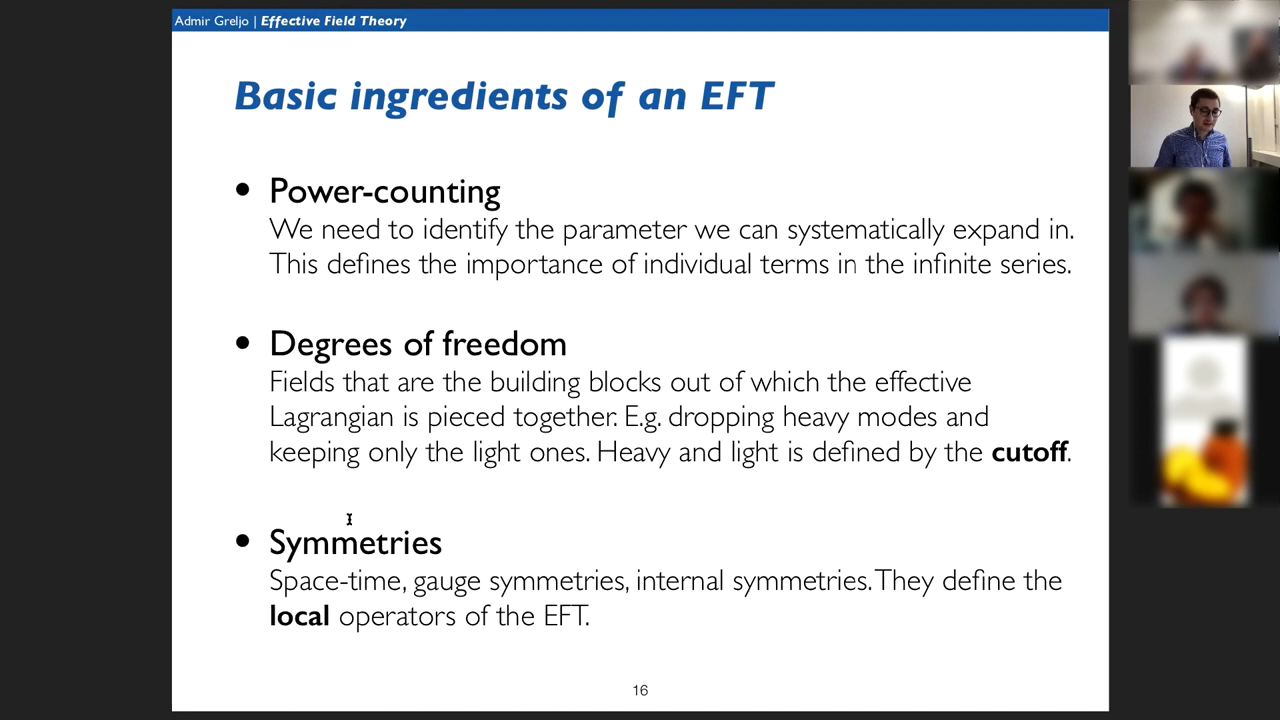 Admir Greljo | Effective Field Theory
Basic ingredients of an EFT
• Power-counting
We need to identify the parameter we can systematically expand in.
This defines the importance of individual terms in the infinite series.
• Degrees of freedom
Fields that are the building blocks out of which the effective
Lagrangian is pieced together. E.g. dropping heavy modes and
keeping only the light ones. Heavy and light is defined by the cutoff.
• Symmetries
Space-time, gauge symmetries, internal symmetries. They define the
local operators of the EFT.
16